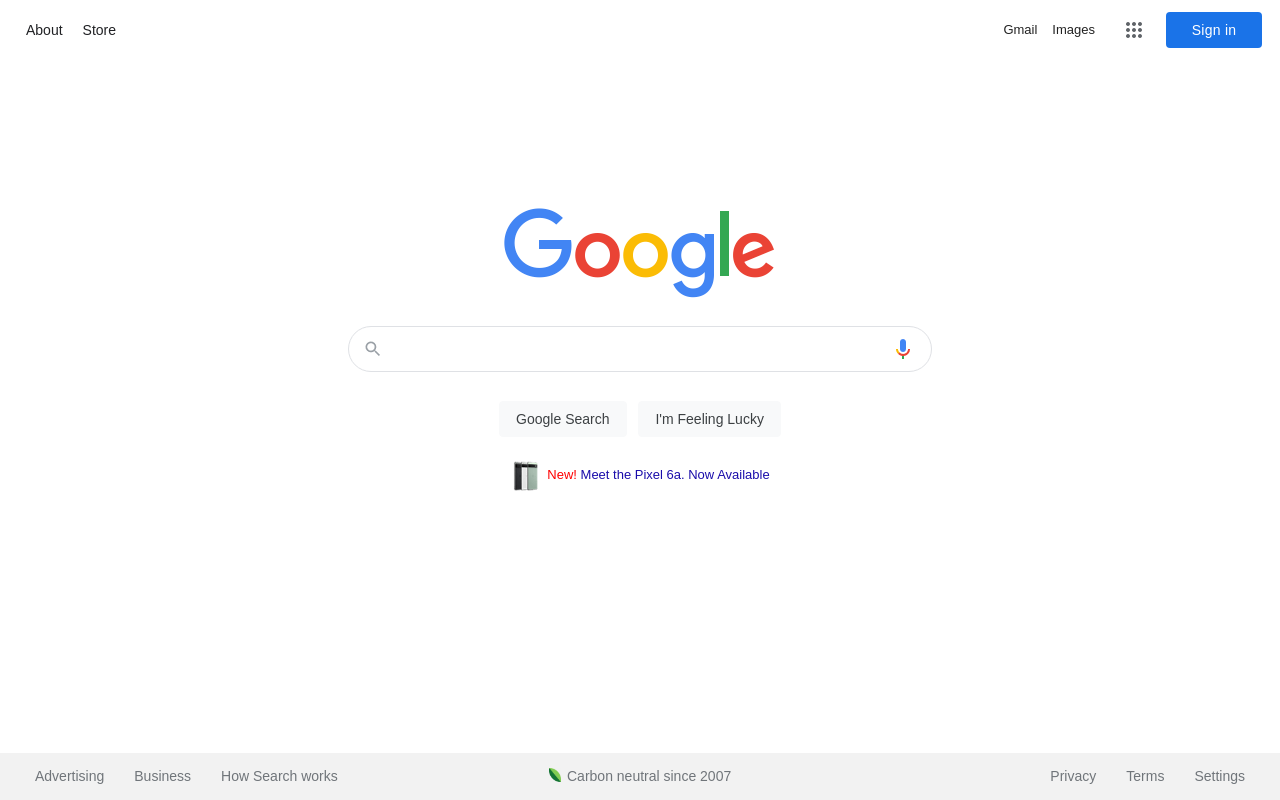 About Store Gmail Images Sign in
Google
Google Search I'm Feeling Lucky
New! Meet the Pixel 6a. Now Available
Advertising Business How Search works Carbon neutral since 2007 Privacy Terms Settings